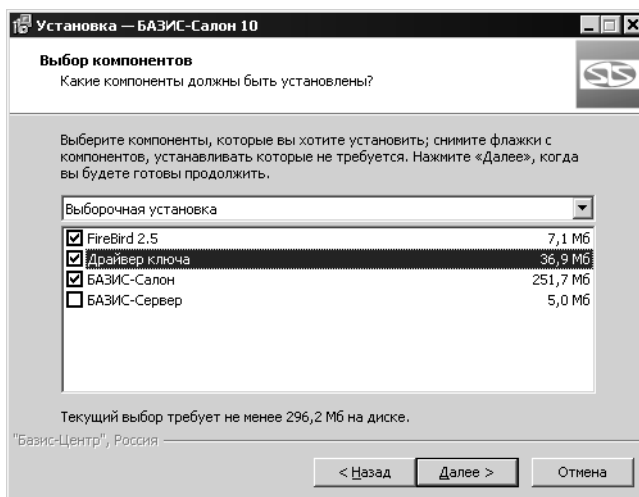 Установка — БАЗИС-Салон 10
Выбор компонентов
Какие компоненты должны быть установлены?
Выберите компоненты, которые вы хотите установить; снимите флажки с
компонентов, устанавливать которые не требуется. Нажмите «Далее», когда
вы будете готовы продолжить.
Выборочная установка
FireBird 2.5 7,1 Мб
Драйвер ключа 36,9 Мб
БАЗИС-Салон 251,7 Мб
БАЗИС-Сервер 5,0 Мб
Текущий выбор требует не менее 296,2 Мб на диске.
"Базис-Центр", Россия
< Назад Далее > Отмена